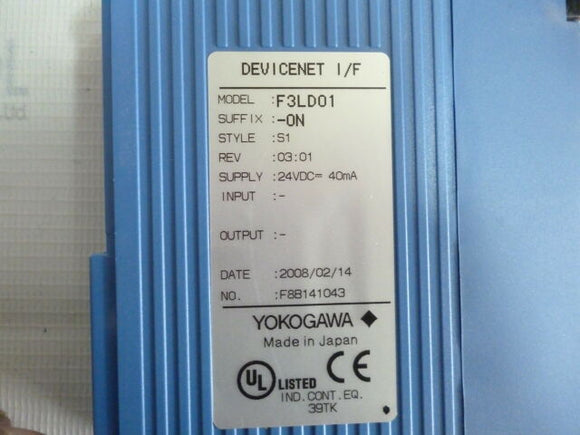 DEVICENET I/F
MODEL :F3LD01
SUFFIX :-0N
STYLE :S1
REV :03:01
SUPPLY :24VDC⎓ 40mA
INPUT :-
OUTPUT :-
DATE :2008/02/14
NO. :F8B141043
YOKOGAWA ◆
Made in Japan
UL LISTED CE
IND.CONT.EQ.
39TK